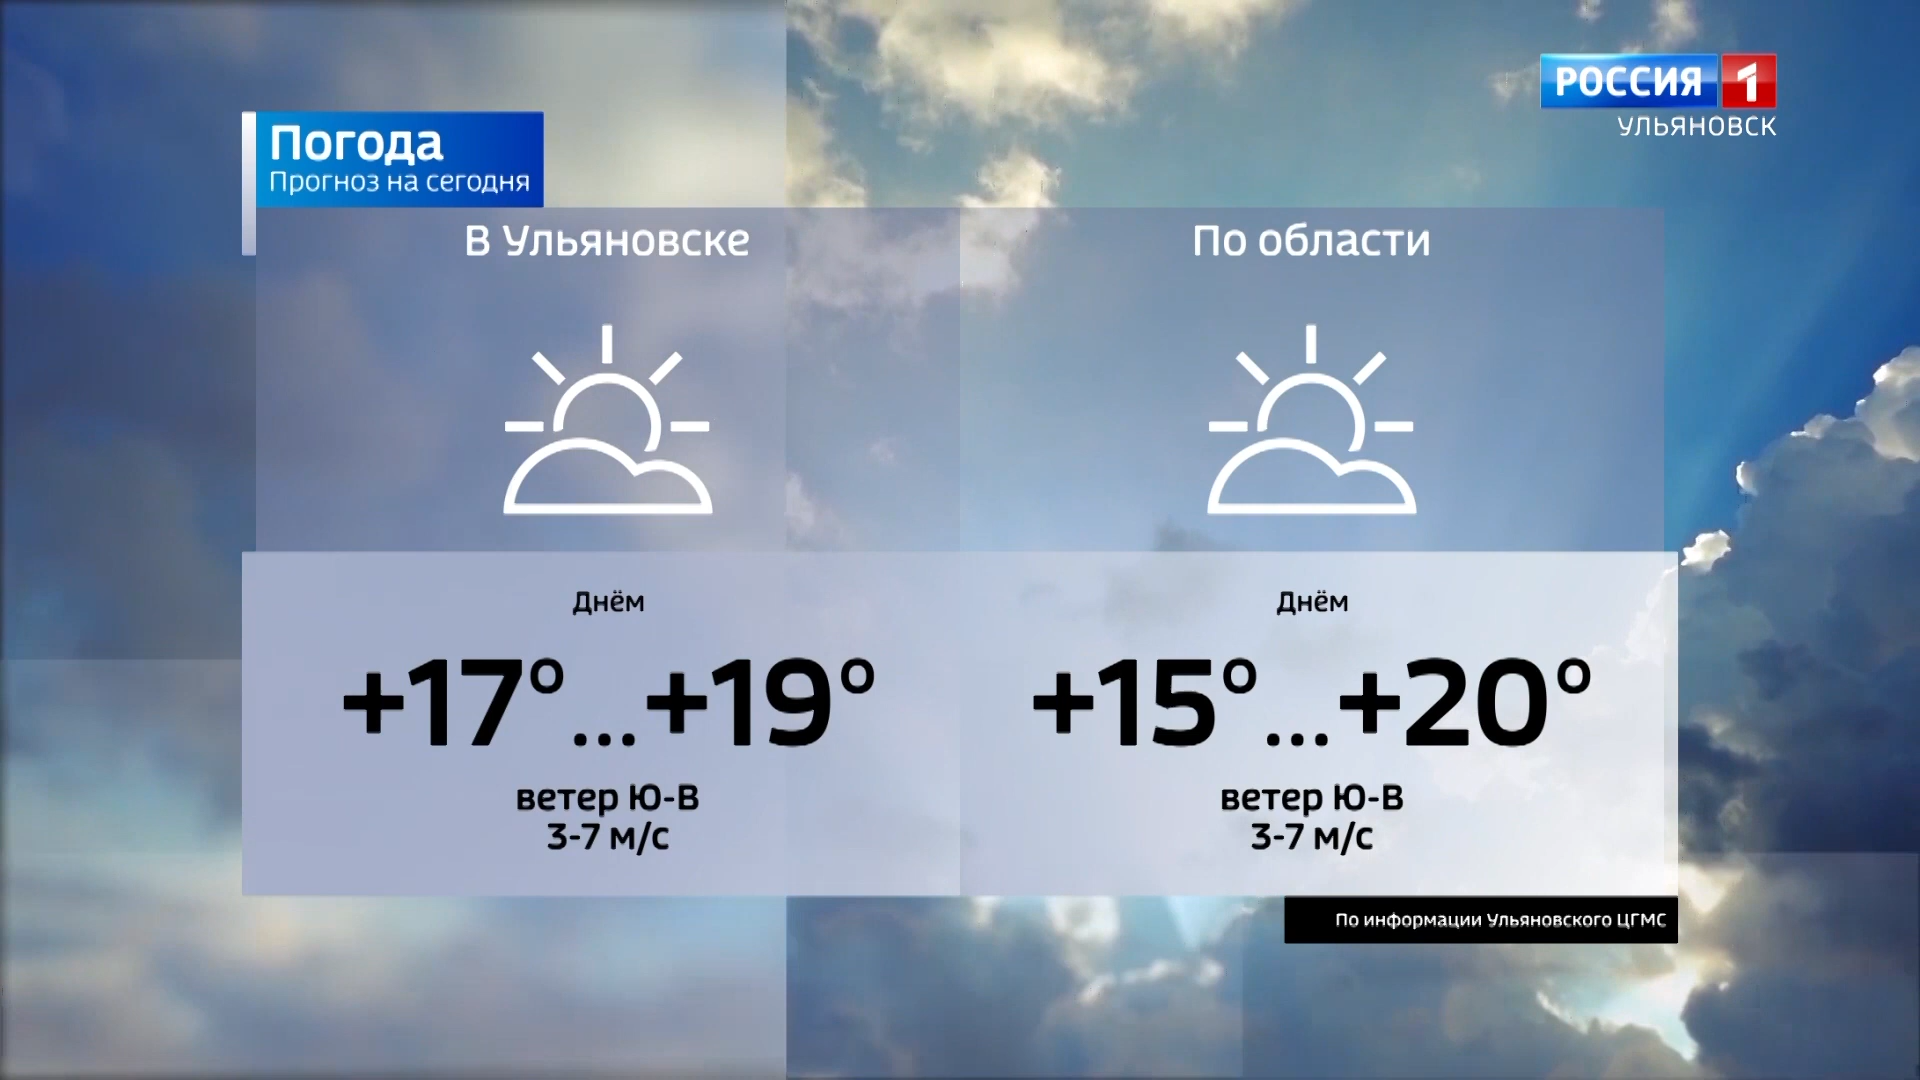 РОССИЯ 1
УЛЬЯНОВСК
Погода
Прогноз на сегодня
В Ульяновске
Днём
+17°...+19°
ветер Ю-В
3-7 м/с
По области
Днём
+15°...+20°
ветер Ю-В
3-7 м/с
По информации Ульяновского ЦГМС